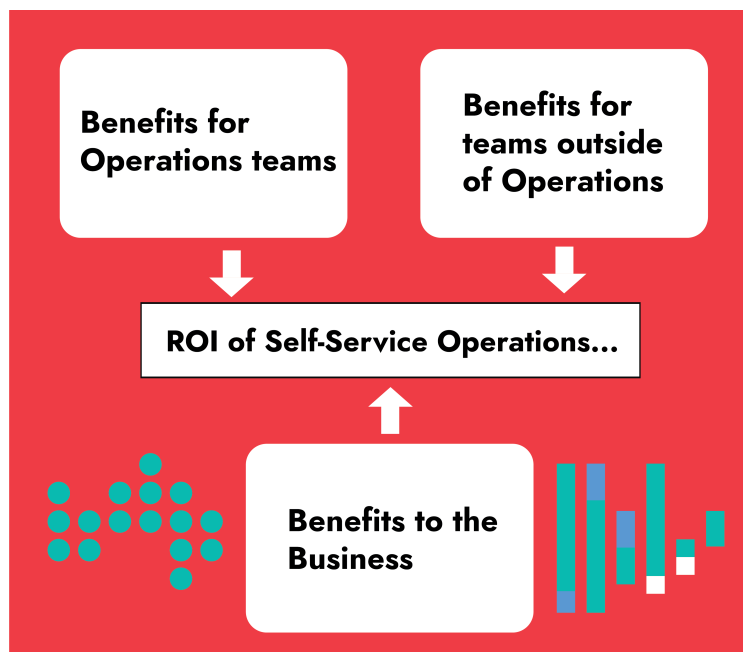 Benefits for
Operations teams
Benefits for
teams outside
of Operations
ROI of Self-Service Operations...
Benefits to the
Business